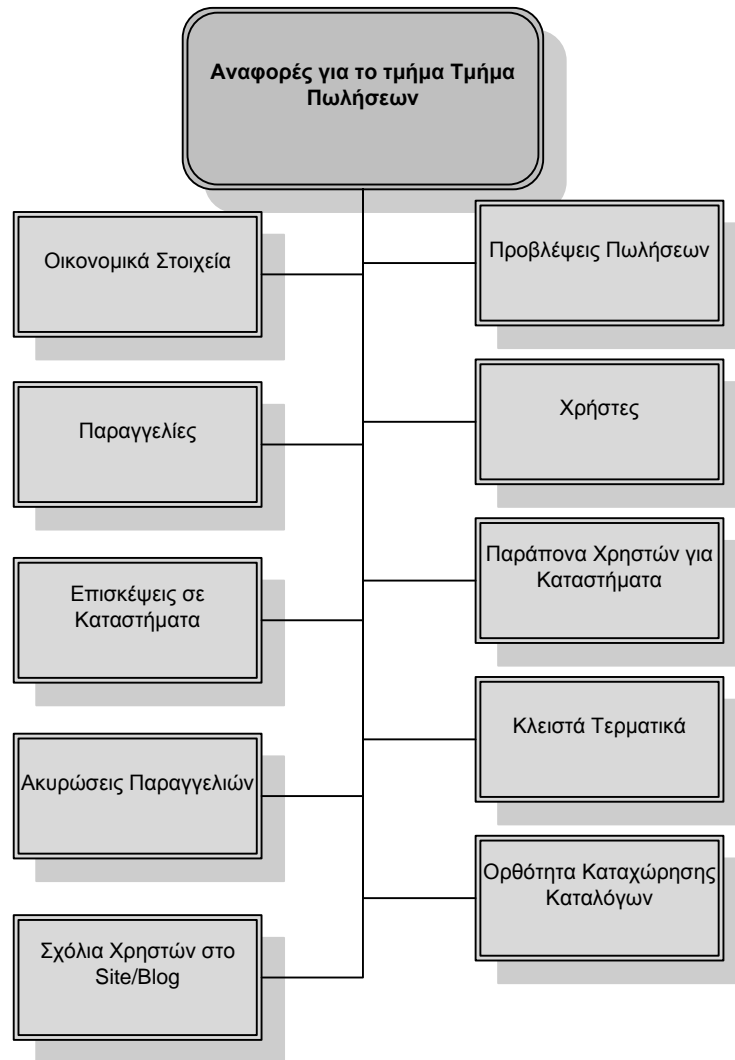 Αναφορές για το τμήμα Τμήμα
Πωλήσεων
Οικονομικά Στοιχεία
Προβλέψεις Πωλήσεων
Παραγγελίες
Χρήστες
Επισκέψεις σε
Καταστήματα
Παράπονα Χρηστών για
Καταστήματα
Ακυρώσεις Παραγγελιών
Κλειστά Τερματικά
Σχόλια Χρηστών στο
Site/Blog
Ορθότητα Καταχώρησης
Καταλόγων